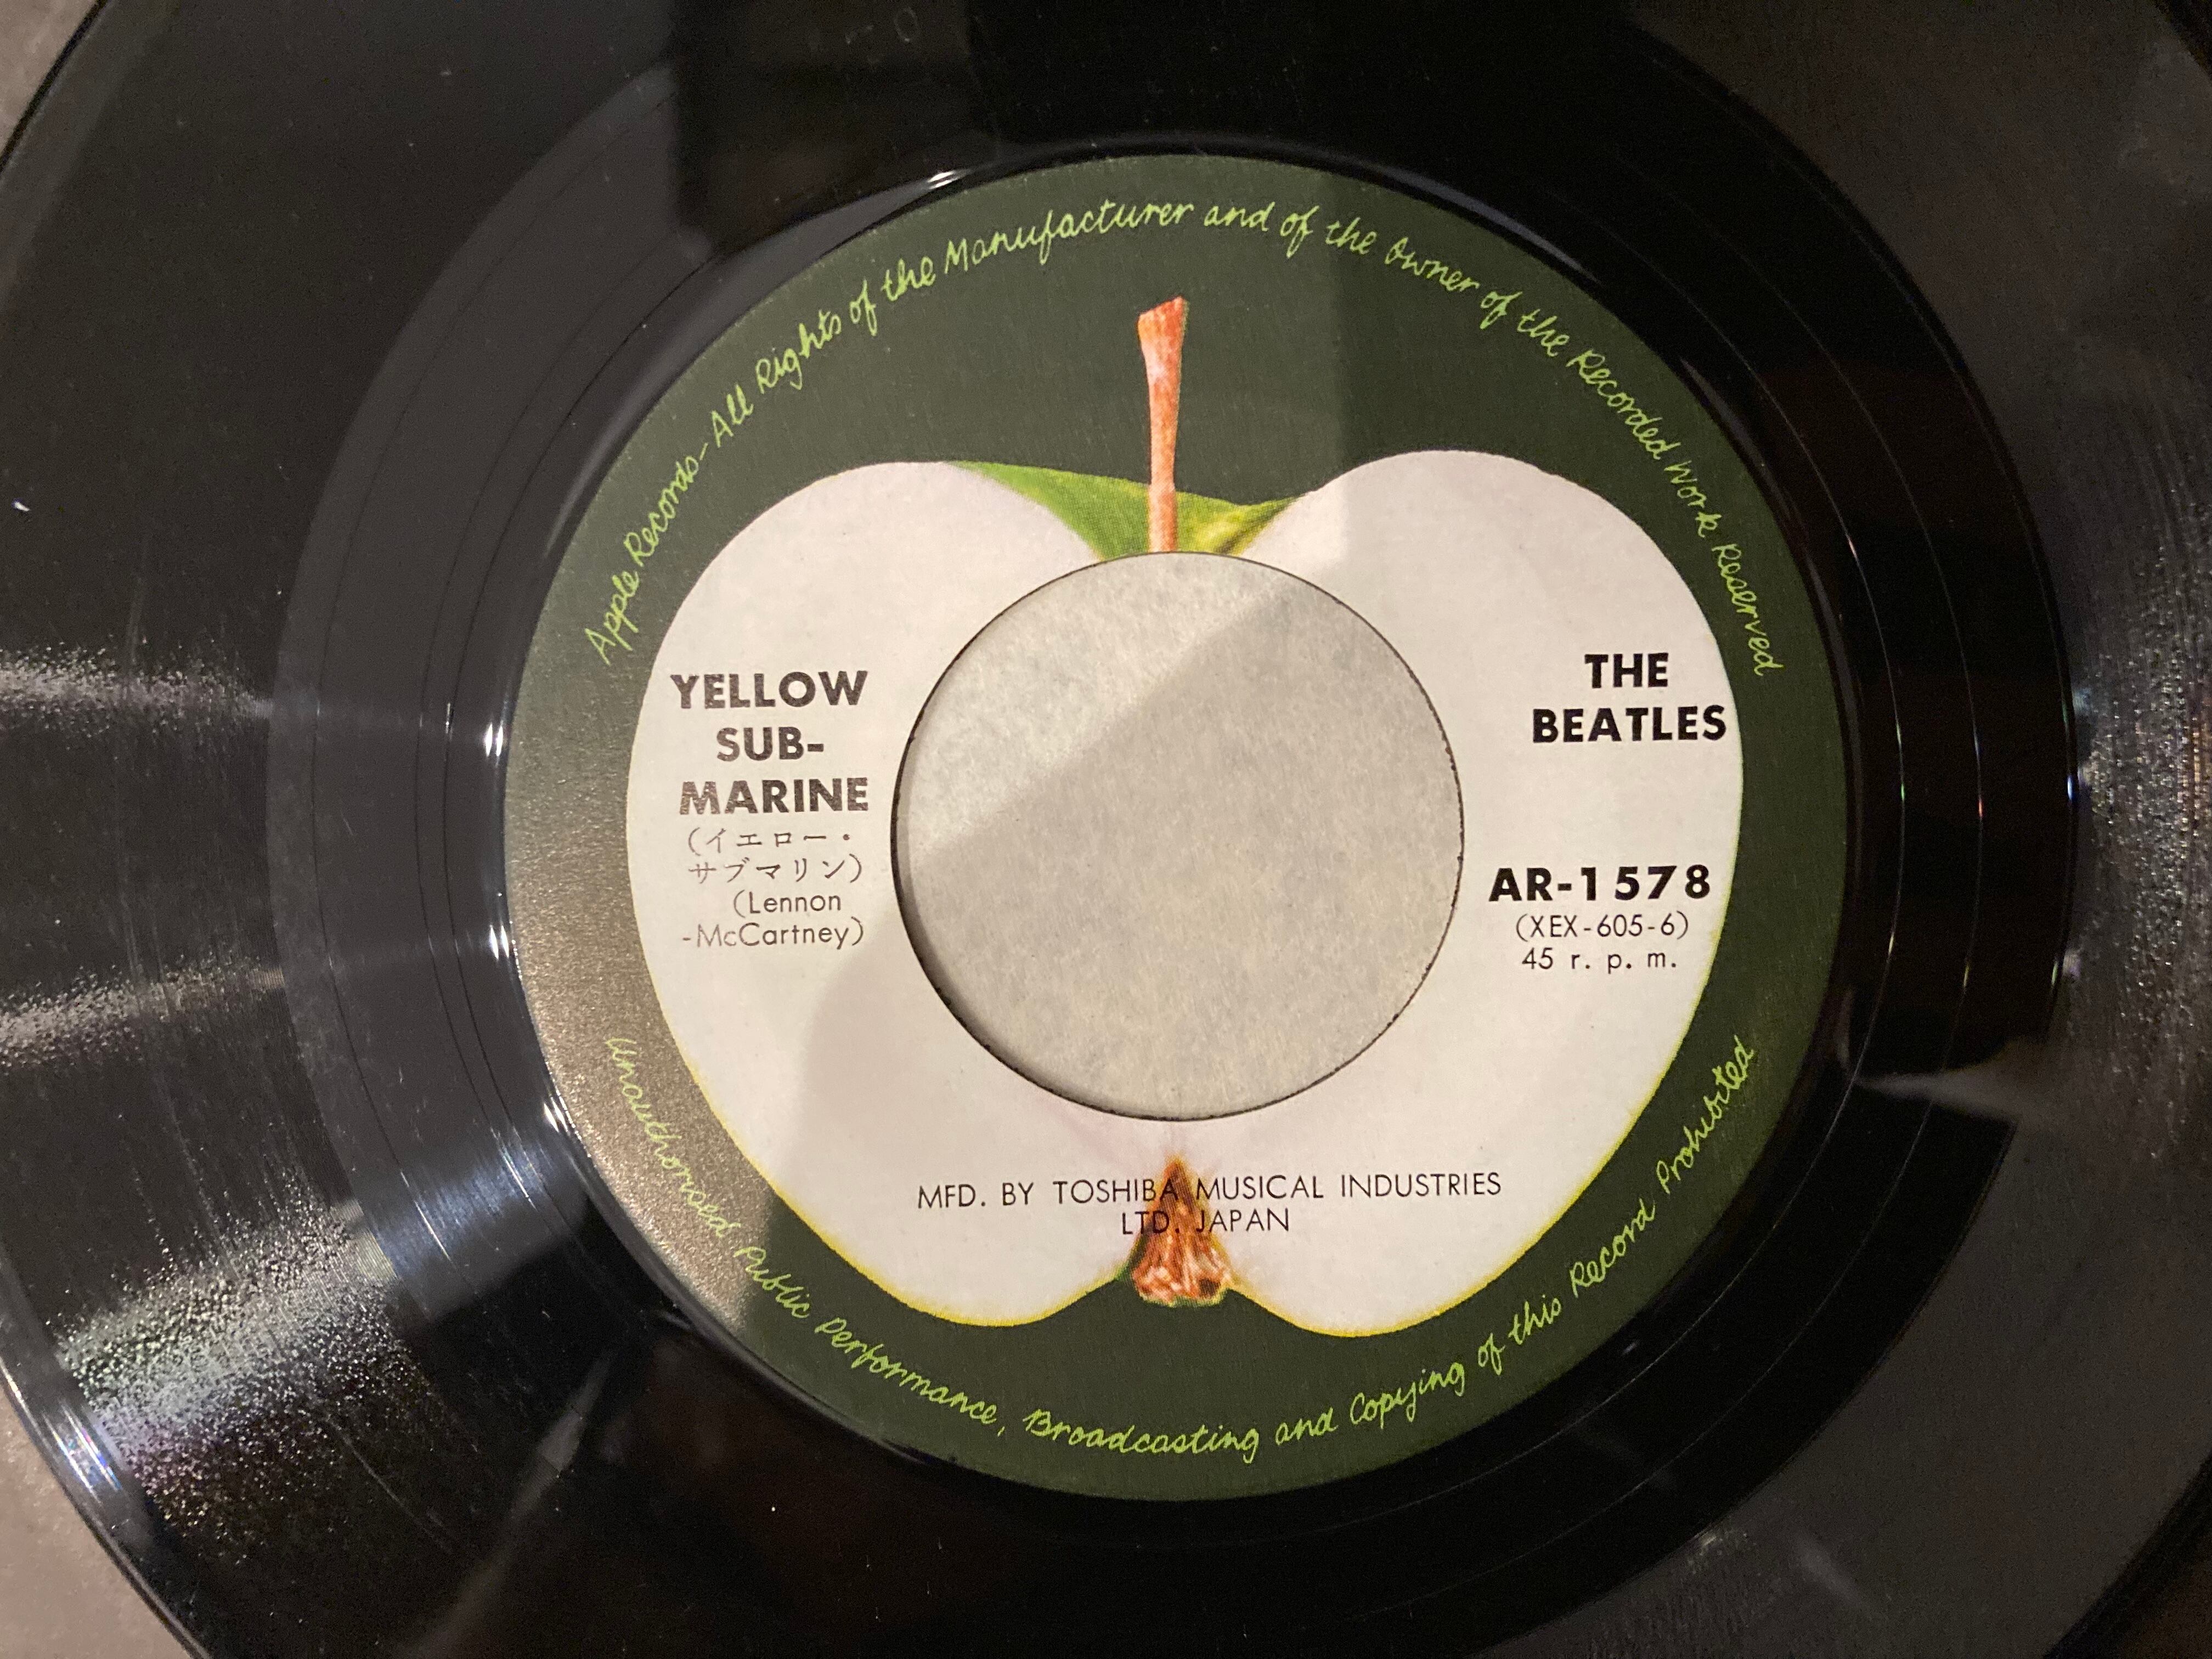 Apple Records-All Rights of the Manufacturer and of the Owner of the Recorded Work Reserved
YELLOW
SUB-
MARINE
(イエロー・
サブマリン)
(Lennon
-McCartney)
THE
BEATLES
AR-1578
(XEX-605-6)
45 r. p. m.
MFD. BY TOSHIBA MUSICAL INDUSTRIES
LTD. JAPAN
Unauthorised Public Performance, Broadcasting and Copying of this Record Prohibited